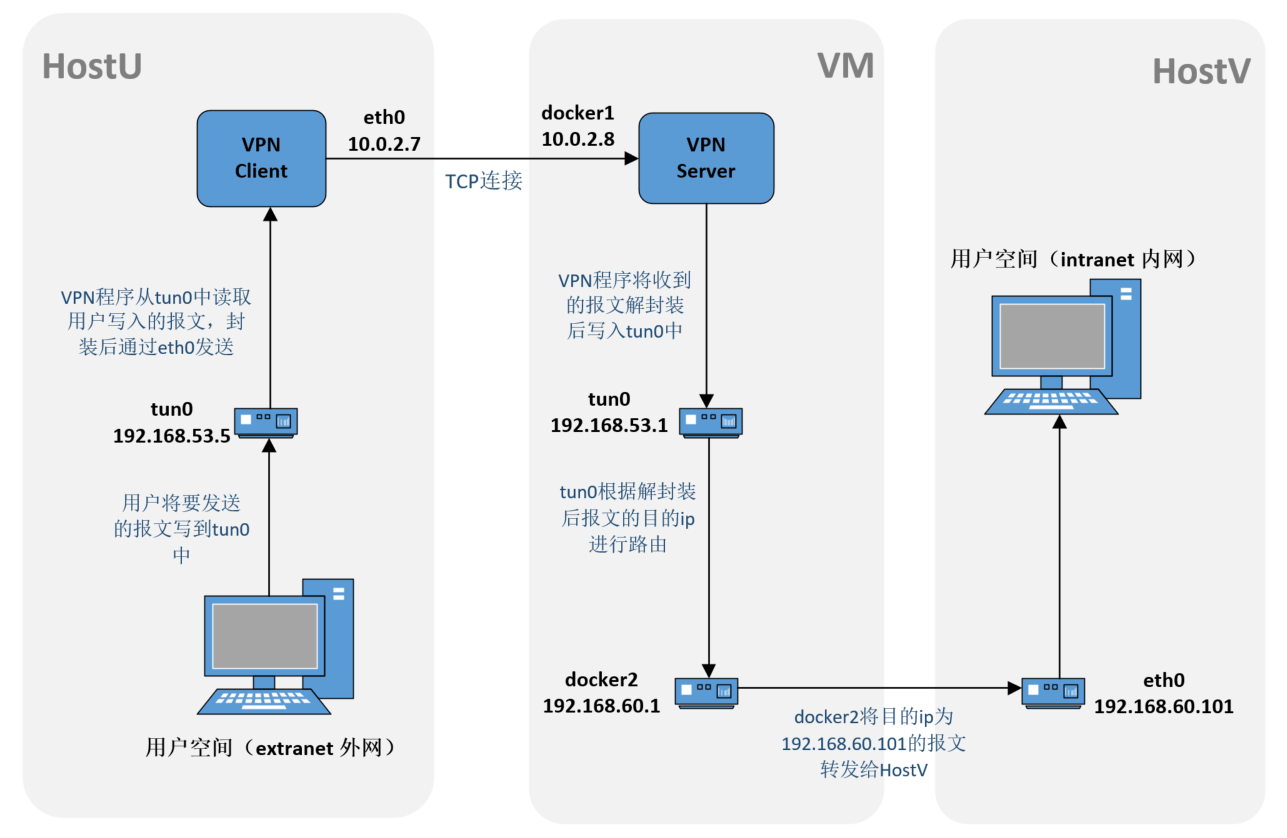 HostU
VM
HostV
eth0
10.0.2.7
docker1
10.0.2.8
VPN
Client
VPN
Server
TCP连接
用户空间（intranet 内网）
VPN程序从tun0中读取
用户写入的报文，封
装后通过eth0发送
VPN程序将收到
的报文解封装
后写入tun0中
tun0
192.168.53.5
tun0
192.168.53.1
用户将要发送
的报文写到tun0
中
tun0根据解封装
后报文的目的ip
进行路由
docker2
192.168.60.1
eth0
192.168.60.101
docker2将目的ip为
192.168.60.101的报文
转发给HostV
用户空间（extranet 外网）